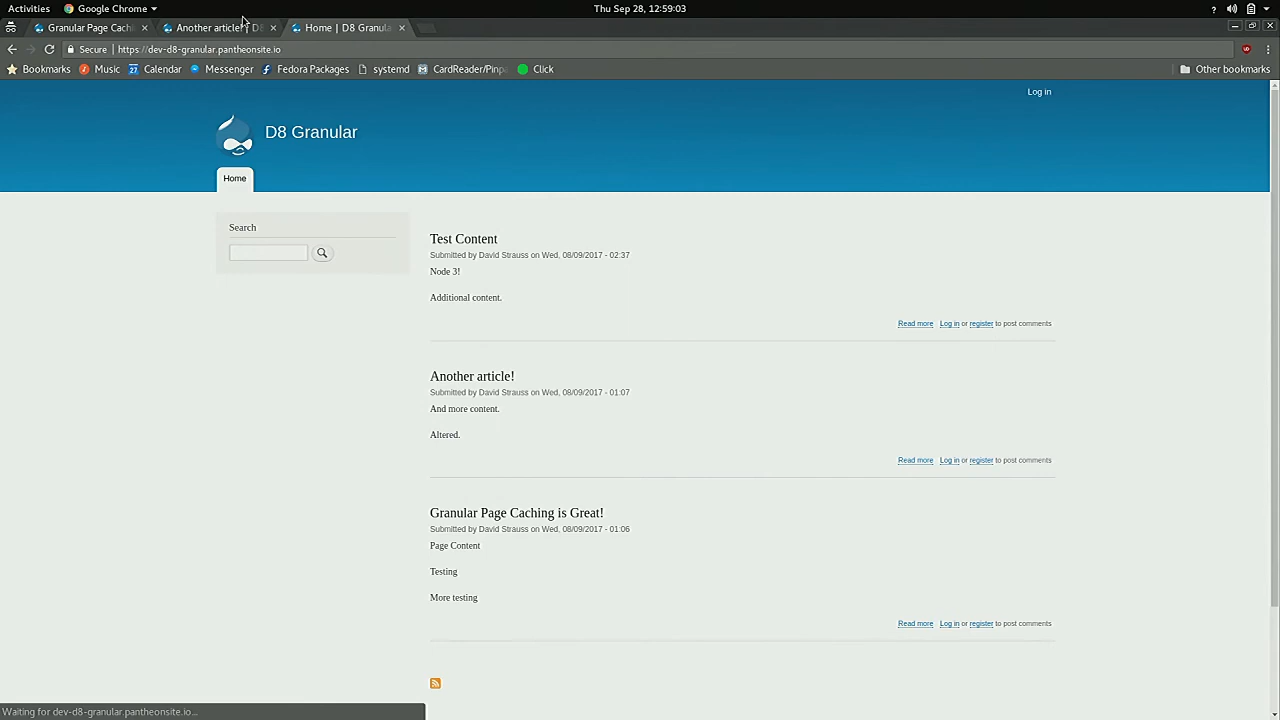 Activities Google Chrome Thu Sep 28, 12:59:03 ?
Granular Page Cach Another article! | D8 Home | D8 Granula
Secure https://dev-d8-granular.pantheonsite.io
Bookmarks Music 27 Calendar Messenger Fedora Packages systemd CardReader/Pinpa Click Other bookmarks
Log in
D8 Granular
Home
Search
Test Content
Submitted by David Strauss on Wed, 08/09/2017 - 02:37
Node 3!
Additional content.
Read more Log in or register to post comments
Another article!
Submitted by David Strauss on Wed, 08/09/2017 - 01:07
And more content.
Altered.
Read more Log in or register to post comments
Granular Page Caching is Great!
Submitted by David Strauss on Wed, 08/09/2017 - 01:06
Page Content
Testing
More testing
Read more Log in or register to post comments
Waiting for dev-d8-granular.pantheonsite.io...